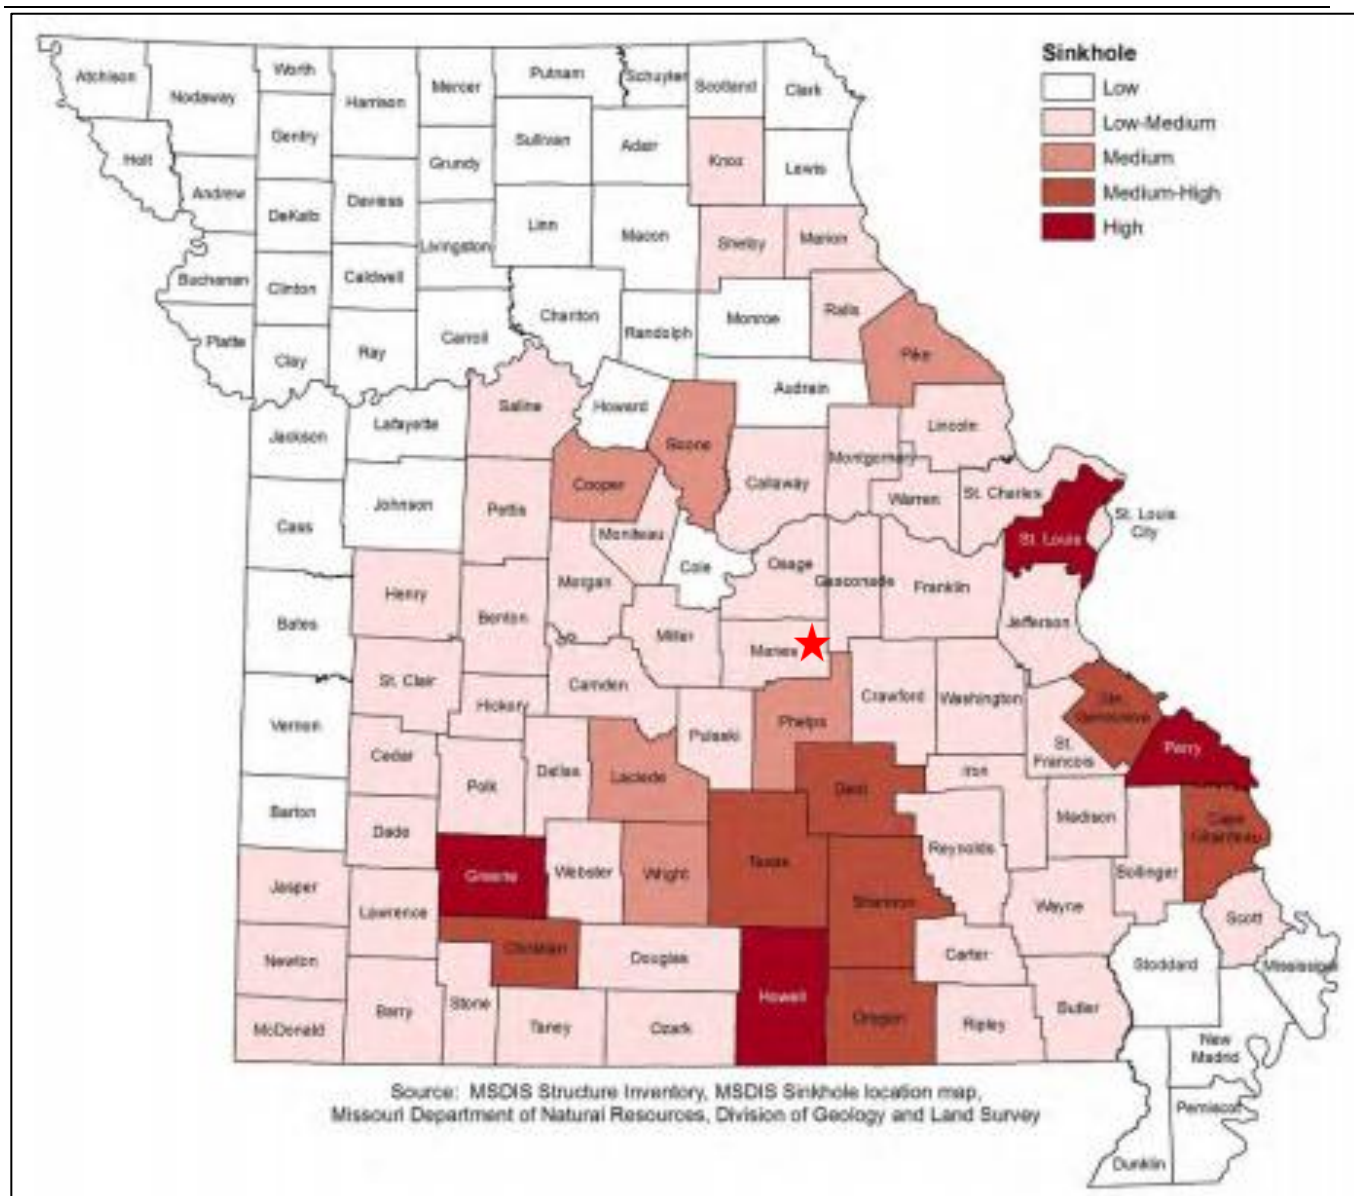 Sinkhole
Low
Low-Medium
Medium
Medium-High
High
Atchison
Nodaway
Worth
Harrison
Mercer
Putnam
Schuyler
Scotland
Clark
Gentry
Sullivan
Adair
Knox
Lewis
Holt
Andrew
DeKalb
Daviess
Grundy
Linn
Macon
Shelby
Marion
Buchanan
Clinton
Caldwell
Livingston
Chariton
Randolph
Monroe
Ralls
Pike
Platte
Clay
Ray
Carroll
Audrain
Saline
Howard
Boone
Lincoln
Jackson
Lafayette
Cooper
Callaway
Montgomery
Warren
St. Charles
St. Louis
City
St. Louis
Cass
Johnson
Pettis
Moniteau
Cole
Osage
Gasconade
Franklin
Jefferson
Bates
Henry
Benton
Morgan
Miller
Maries
St. Clair
Hickory
Camden
Pulaski
Phelps
Crawford
Washington
Ste.
Genevieve
Perry
St.
Francois
Vernon
Cedar
Polk
Dallas
Laclede
Dent
Iron
Madison
Cape
Girardeau
Barton
Dade
Greene
Webster
Wright
Texas
Reynolds
Bollinger
Jasper
Lawrence
Christian
Douglas
Shannon
Wayne
Scott
Newton
Stone
Howell
Carter
Stoddard
Mississippi
McDonald
Barry
Taney
Ozark
Oregon
Ripley
Butler
New
Madrid
Pemiscot
Dunklin
Source: MSDIS Structure Inventory, MSDIS Sinkhole location map,
Missouri Department of Natural Resources, Division of Geology and Land Survey